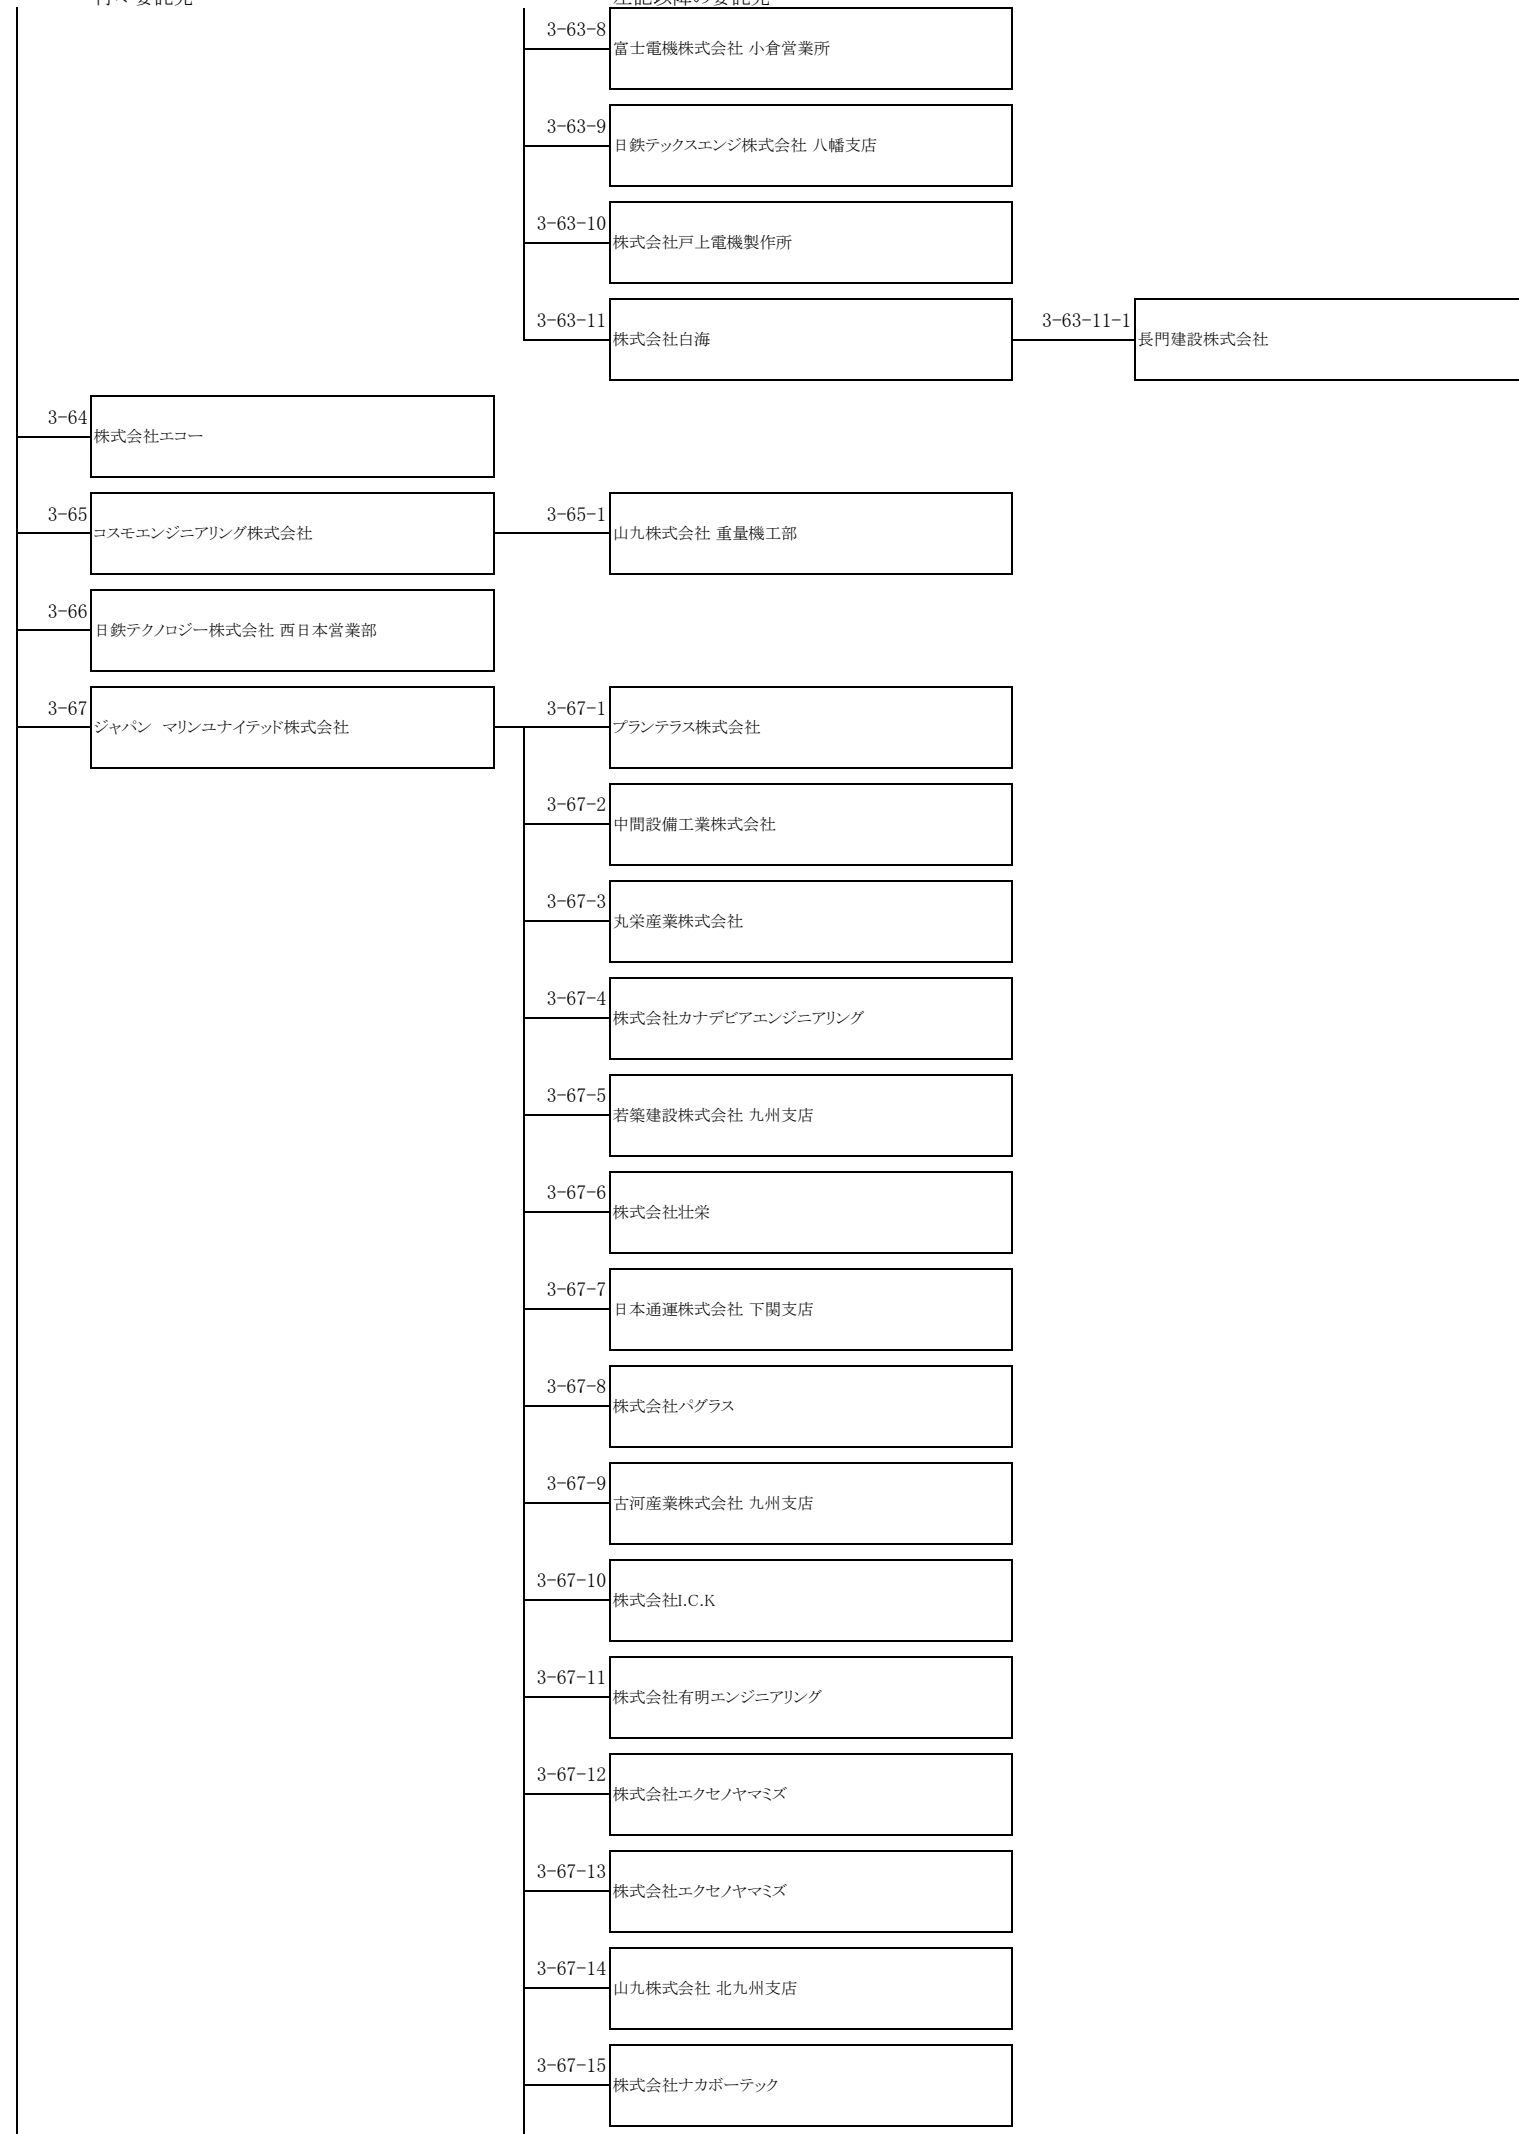 3-63-8
富士電機株式会社 小倉営業所
3-63-9
日鉄テックスエンジ株式会社 八幡支店
3-63-10
株式会社戸上電機製作所
3-63-11
株式会社白海
3-63-11-1
長門建設株式会社
3-64
株式会社エコー
3-65
コスモエンジニアリング株式会社
3-65-1
山九株式会社 重量機工部
3-66
日鉄テクノロジー株式会社 西日本営業部
3-67
ジャパン　マリンユナイテッド株式会社
3-67-1
プランテラス株式会社
3-67-2
中間設備工業株式会社
3-67-3
丸栄産業株式会社
3-67-4
株式会社カナデビアエンジニアリング
3-67-5
若築建設株式会社 九州支店
3-67-6
株式会社壮栄
3-67-7
日本通運株式会社 下関支店
3-67-8
株式会社パグラス
3-67-9
古河産業株式会社 九州支店
3-67-10
株式会社I.C.K
3-67-11
株式会社有明エンジニアリング
3-67-12
株式会社エクセノヤマミズ
3-67-13
株式会社エクセノヤマミズ
3-67-14
山九株式会社 北九州支店
3-67-15
株式会社ナカボーテック